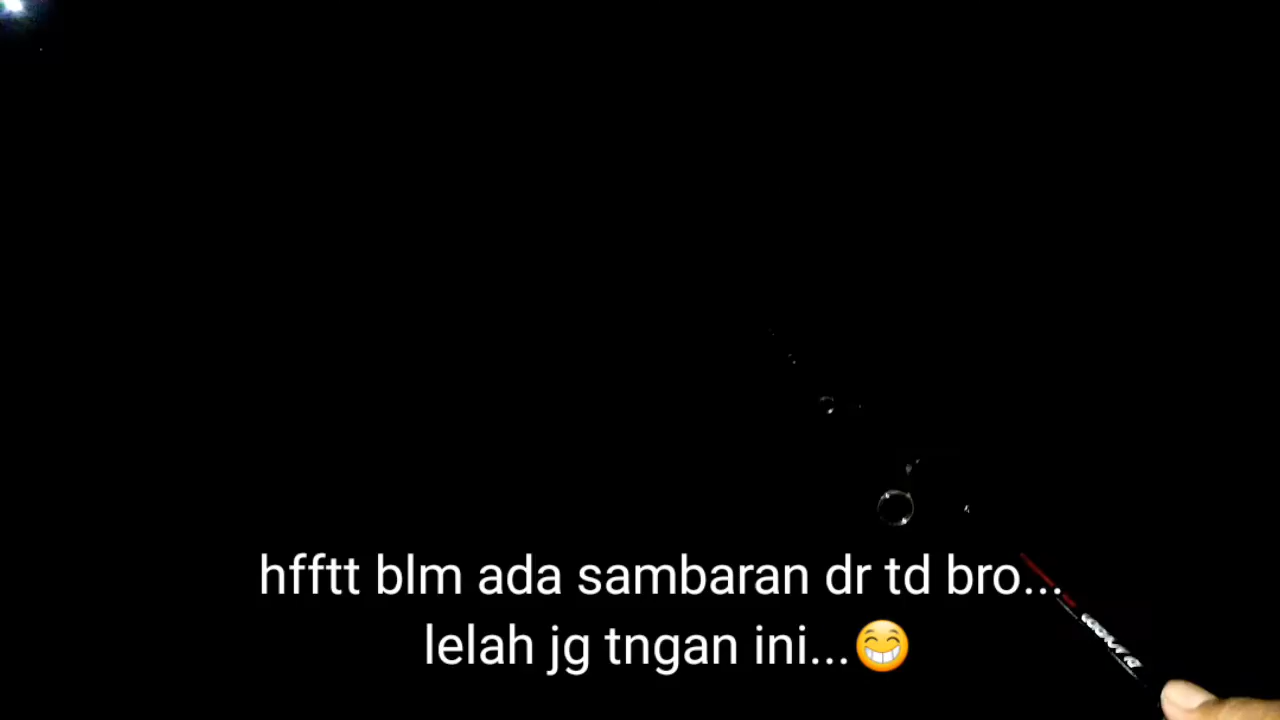 hfftt blm ada sambaran dr td bro...
lelah jg tngan ini...😁